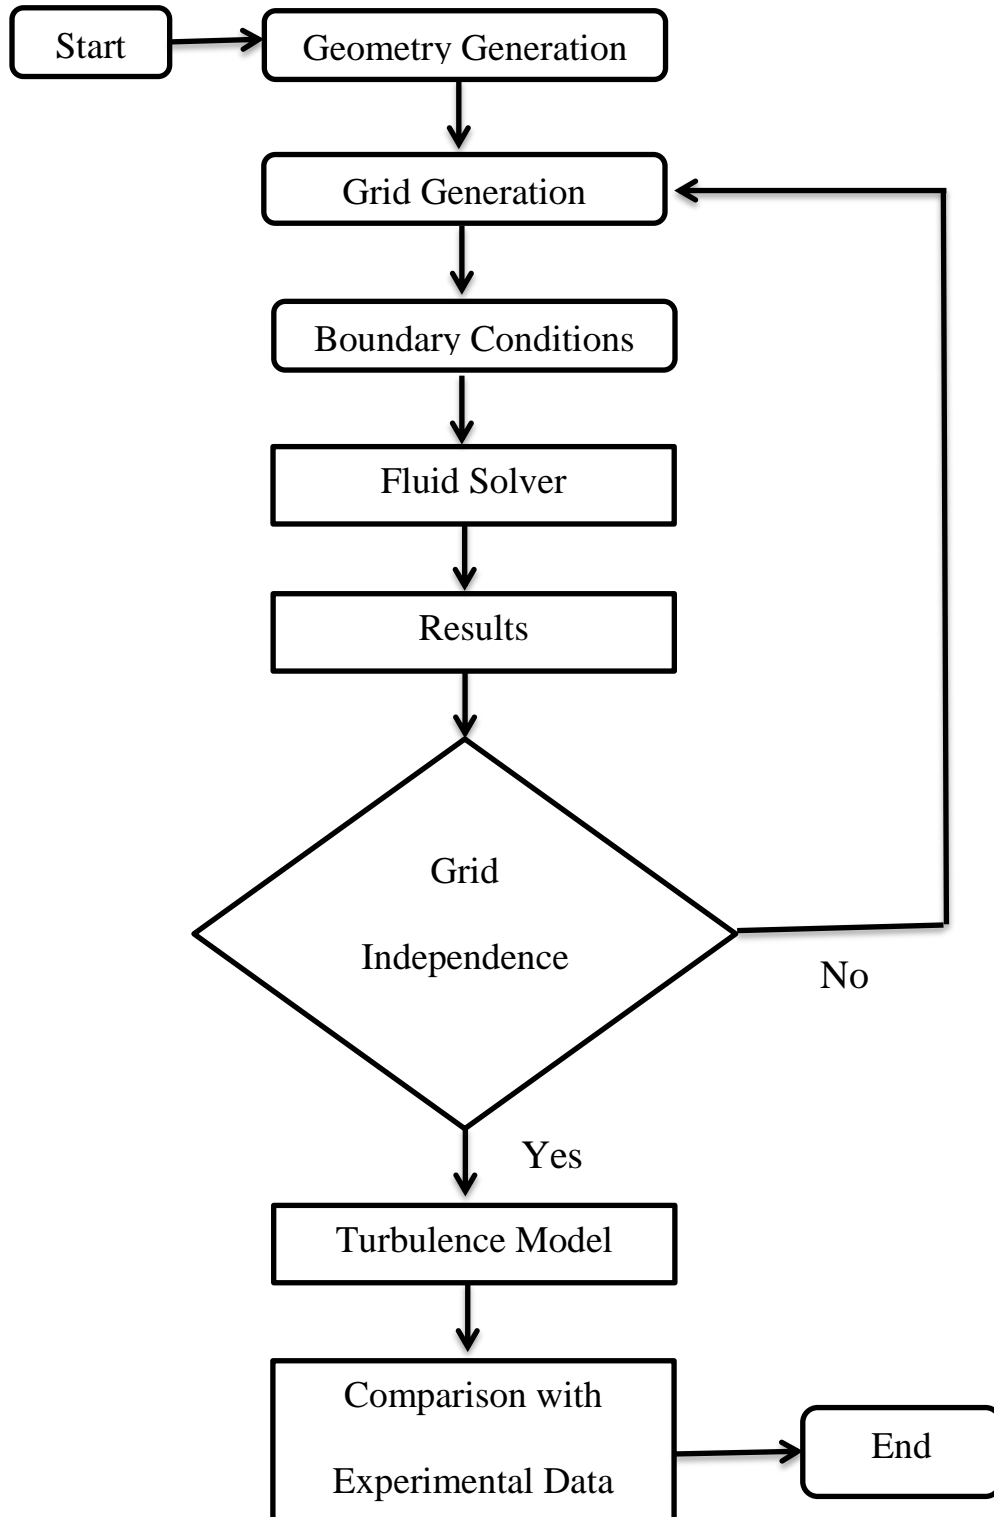 Start
Geometry Generation
Grid Generation
Boundary Conditions
Fluid Solver
Results
Grid
Independence
No
Yes
Turbulence Model
Comparison with
Experimental Data
End